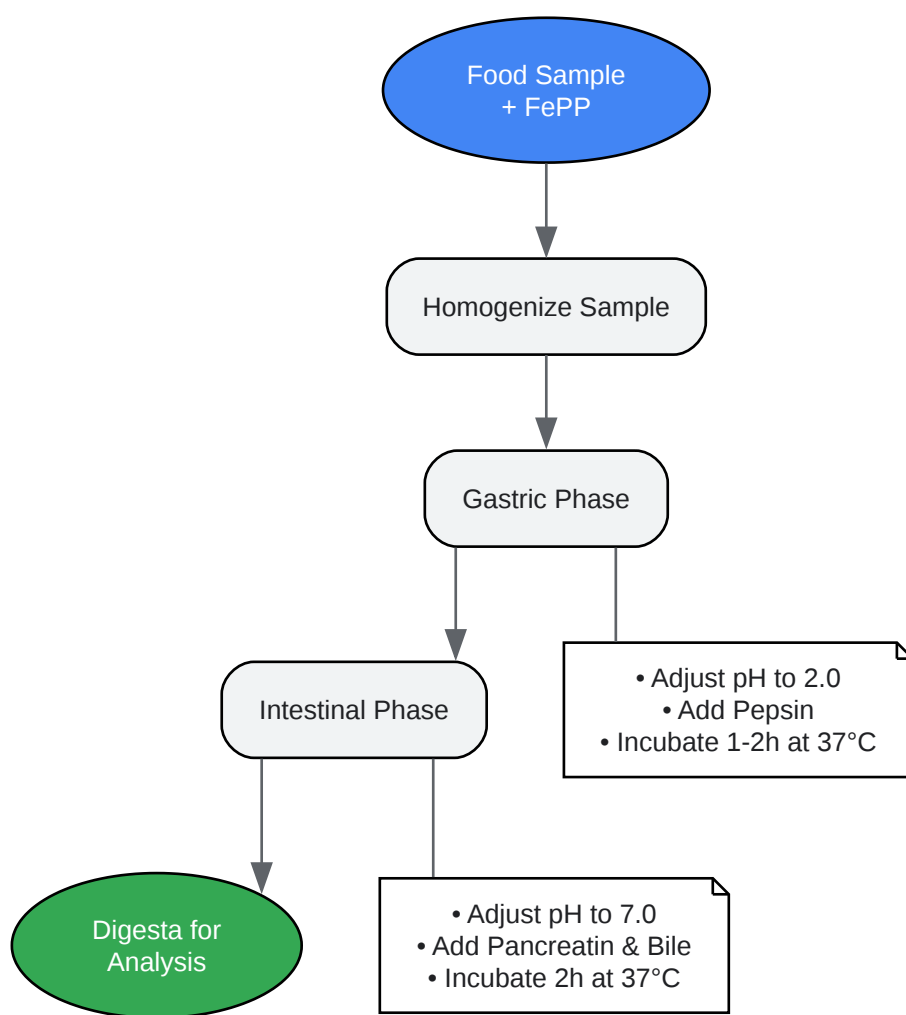 Food Sample
+ FePP
Homogenize Sample
Gastric Phase
• Adjust pH to 2.0
• Add Pepsin
• Incubate 1-2h at 37°C
Intestinal Phase
• Adjust pH to 7.0
• Add Pancreatin & Bile
• Incubate 2h at 37°C
Digesta for
Analysis